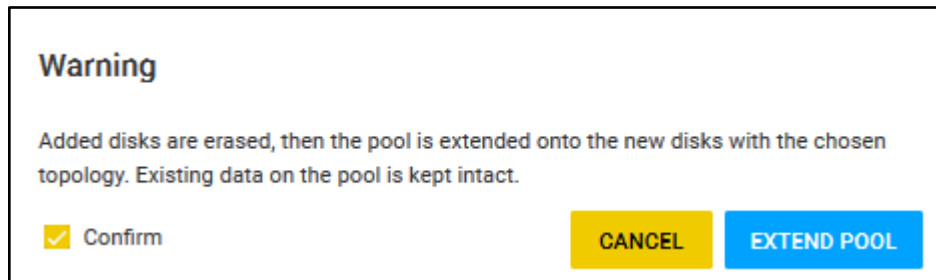 Warning
Added disks are erased, then the pool is extended onto the new disks with the chosen
topology. Existing data on the pool is kept intact.
Confirm
CANCEL
EXTEND POOL